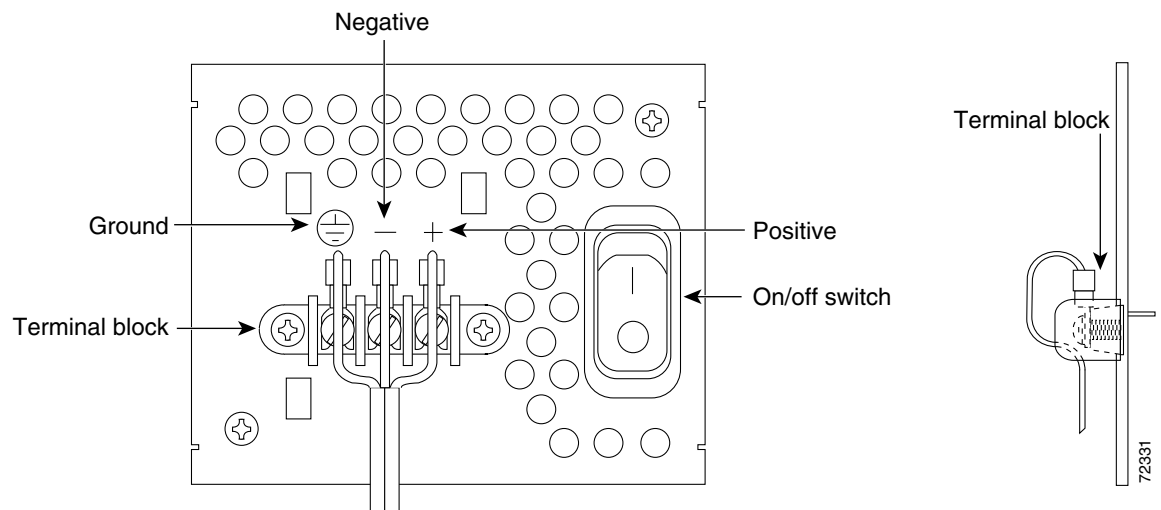 Negative
Terminal block
Ground
Positive
On/off switch
Terminal block
72331